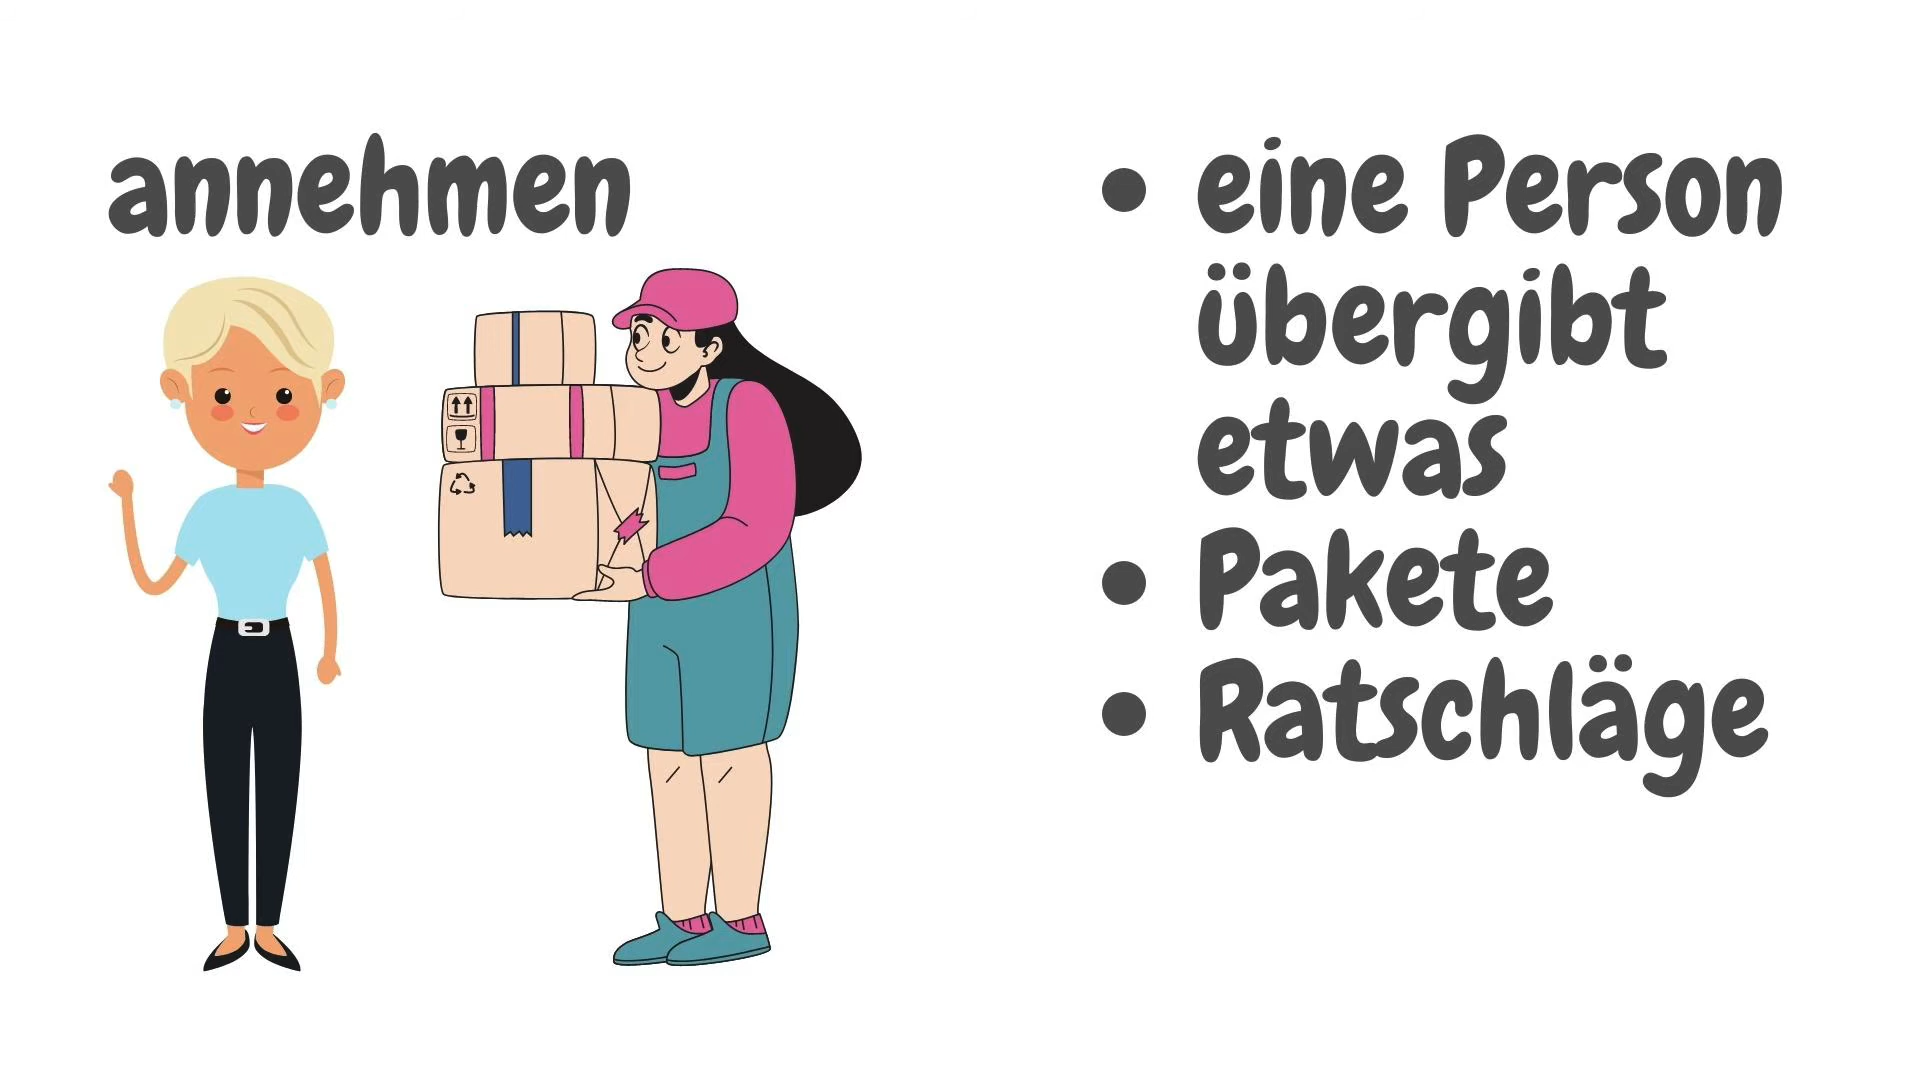 annehmen
• eine Person
übergibt
etwas
• Pakete
• Ratschläge